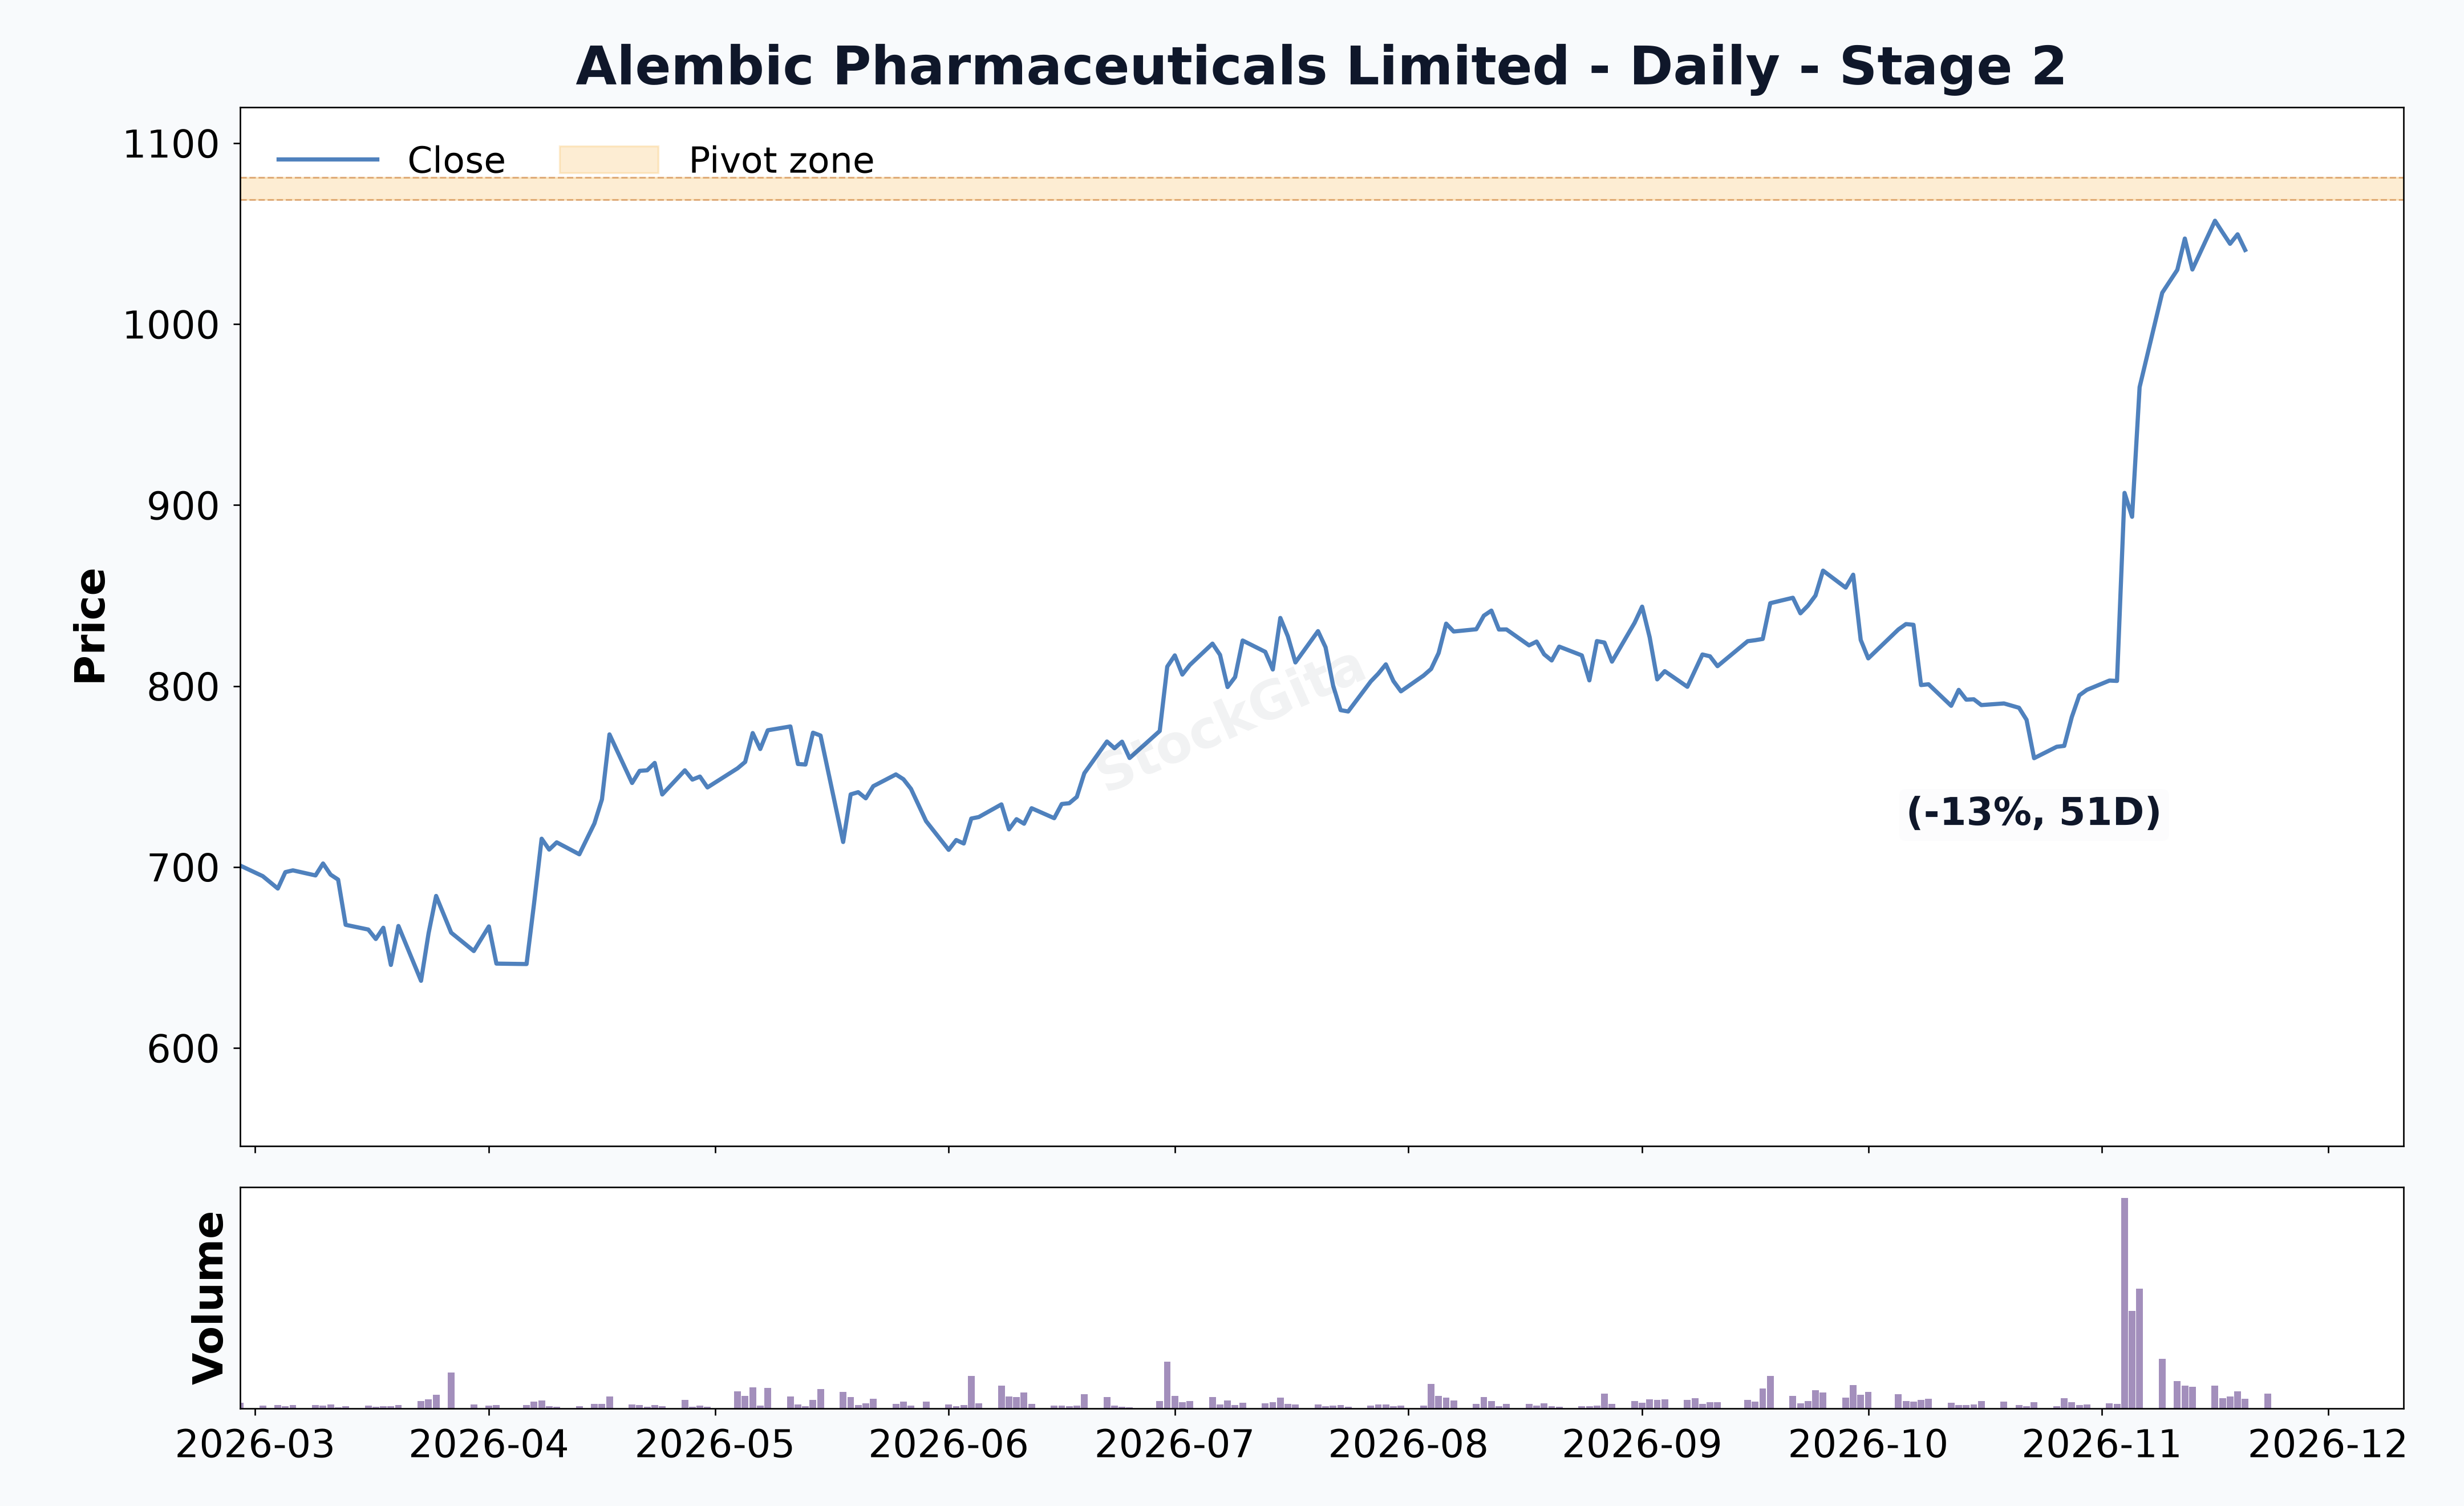 Alembic Pharmaceuticals Limited - Daily - Stage 2
Close
Pivot zone
1100
1000
900
800
700
600
Price
StockGita
(-13%, 51D)
Volume
2026-03
2026-04
2026-05
2026-06
2026-07
2026-08
2026-09
2026-10
2026-11
2026-12